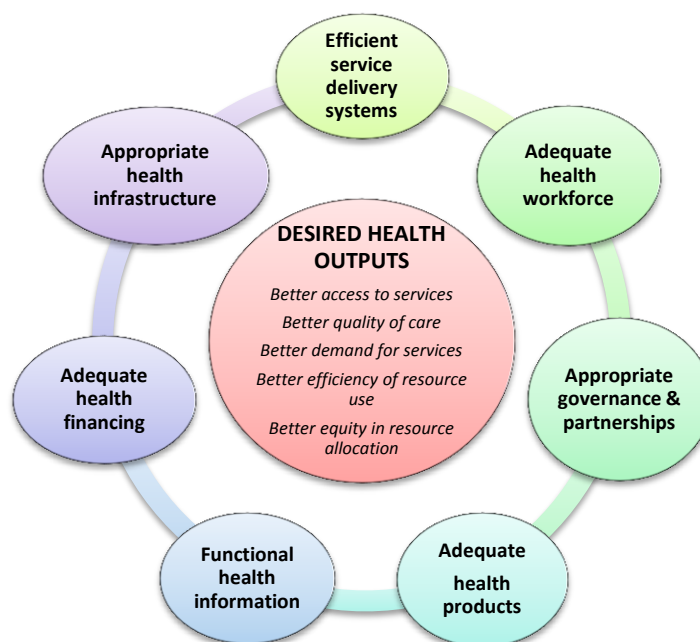 Efficient
service
delivery
systems
Adequate
health
workforce
Appropriate
governance &
partnerships
Adequate
health
products
Functional
health
information
Adequate
health
financing
Appropriate
health
infrastructure
DESIRED HEALTH
OUTPUTS
Better access to services
Better quality of care
Better demand for services
Better efficiency of resource
use
Better equity in resource
allocation